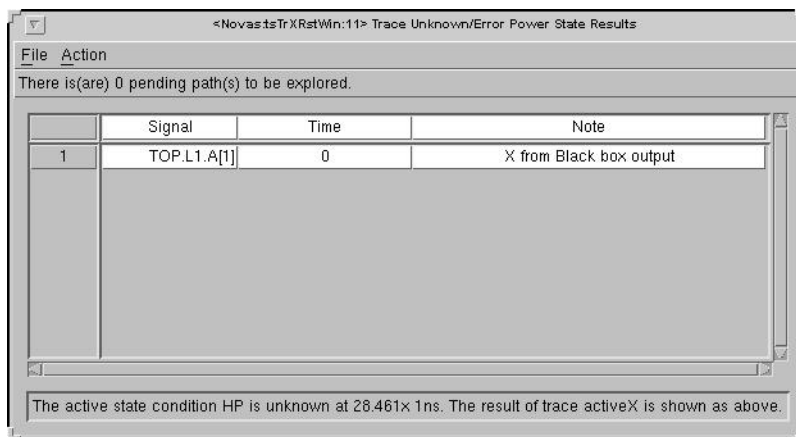 <Novas:tsTrXRstWin:11> Trace Unknown/Error Power State Results
File Action
There is(are) 0 pending path(s) to be explored.
Signal Time Note
1 TOP.L1.A[1] 0 X from Black box output
The active state condition HP is unknown at 28.461x 1ns. The result of trace activeX is shown as above.